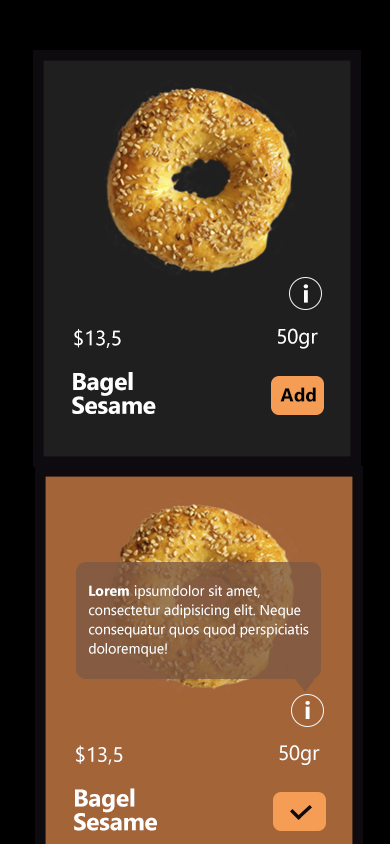 i
$13,5 50gr
Bagel
Sesame
Add
Lorem ipsumdolor sit amet,
consectetur adipisicing elit. Neque
consequatur quos quod perspiciatis
doloremque!
i
$13,5 50gr
Bagel
Sesame